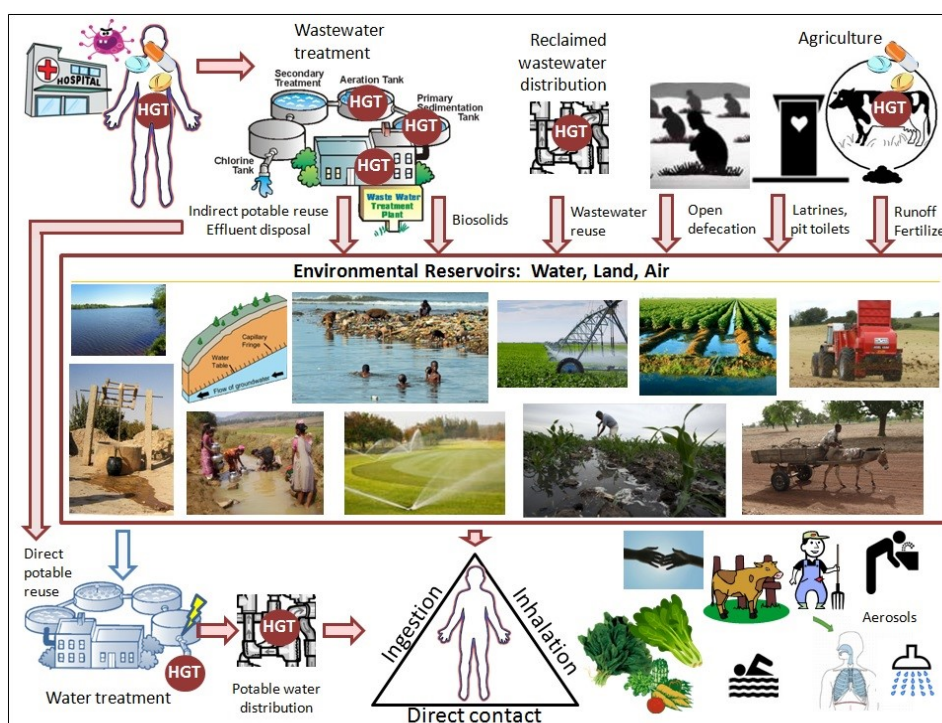 Wastewater
treatment
Reclaimed
wastewater
distribution
Agriculture
HOSPITAL
HGT
Secondary
Treatment
Aeration Tank
HGT
Primary
Sedimentation
Tank
HGT
HGT
Chlorine
Tank
Waste Water
Treatment
Plant
HGT
HGT
Indirect potable reuse
Effluent disposal
Biosolids
Wastewater
reuse
Open
defecation
Latrines,
pit toilets
Runoff
Fertilize
Environmental Reservoirs: Water, Land, Air
Capillary
Fringe
Water
Table
Flow of groundwater
Direct
potable
reuse
HGT
Water treatment
HGT
Potable water
distribution
Ingestion
Inhalation
Direct contact
Aerosols